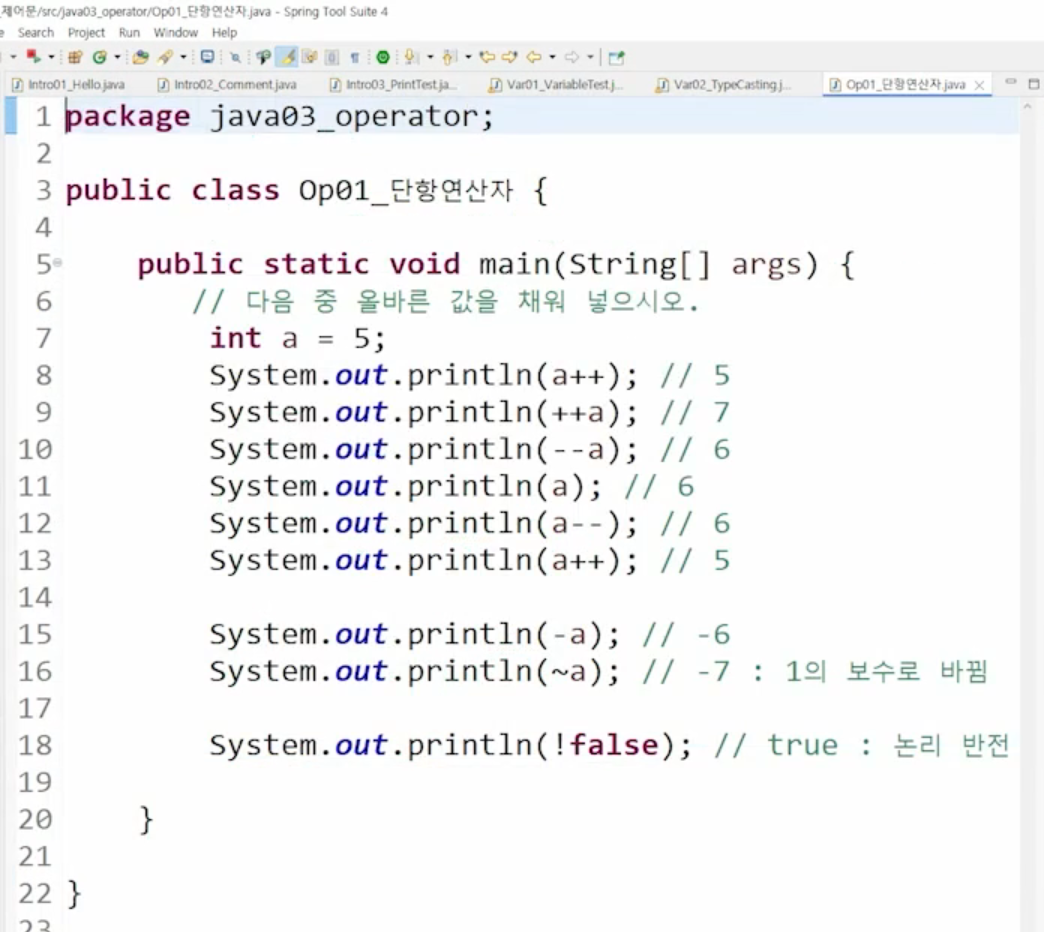 제어문/src/java03_operator/Op01_단항연산자.java - Spring Tool Suite 4
Search Project Run Window Help
Intro01_Hello.java Intro02_Comment.java Intro03_PrintTest.ja... Var01_VariableTest.j... Var02_TypeCasting.j... Op01_단항연산자.java
1 package java03_operator;
2
3 public class Op01_단항연산자 {
4
5 public static void main(String[] args) {
6 // 다음 중 올바른 값을 채워 넣으시오.
7 int a = 5;
8 System.out.println(a++); // 5
9 System.out.println(++a); // 7
10 System.out.println(--a); // 6
11 System.out.println(a); // 6
12 System.out.println(a--); // 6
13 System.out.println(a++); // 5
14
15 System.out.println(-a); // -6
16 System.out.println(~a); // -7 : 1의 보수로 바뀜
17
18 System.out.println(!false); // true : 논리 반전
19
20 }
21
22 }
23